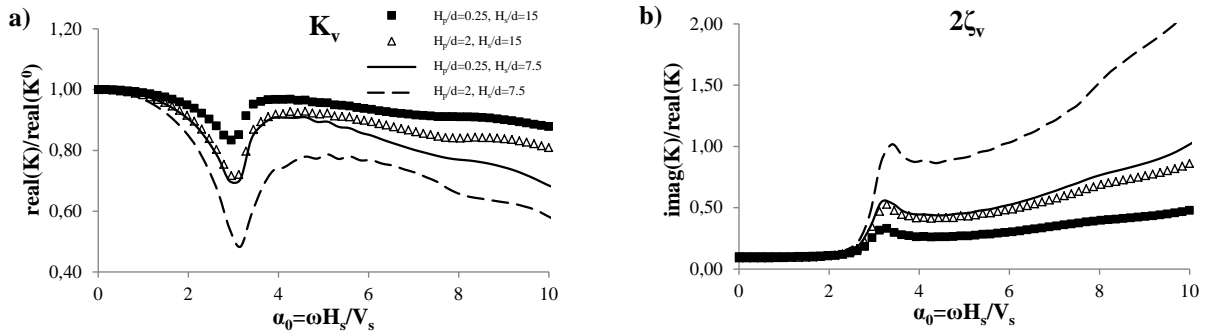 a)
K_v
real(K)/real(K⁰)
1,20
1,00
0,80
0,60
0,40
0 2 4 6 8 10
α₀=ωH_s/V_s
H_p/d=0.25, H_s/d=15
H_p/d=2, H_s/d=15
H_p/d=0.25, H_s/d=7.5
H_p/d=2, H_s/d=7.5
b)
2ζ_v
imag(K)/real(K)
2,00
1,50
1,00
0,50
0,00
0 2 4 6 8 10
α₀=ωH_s/V_s